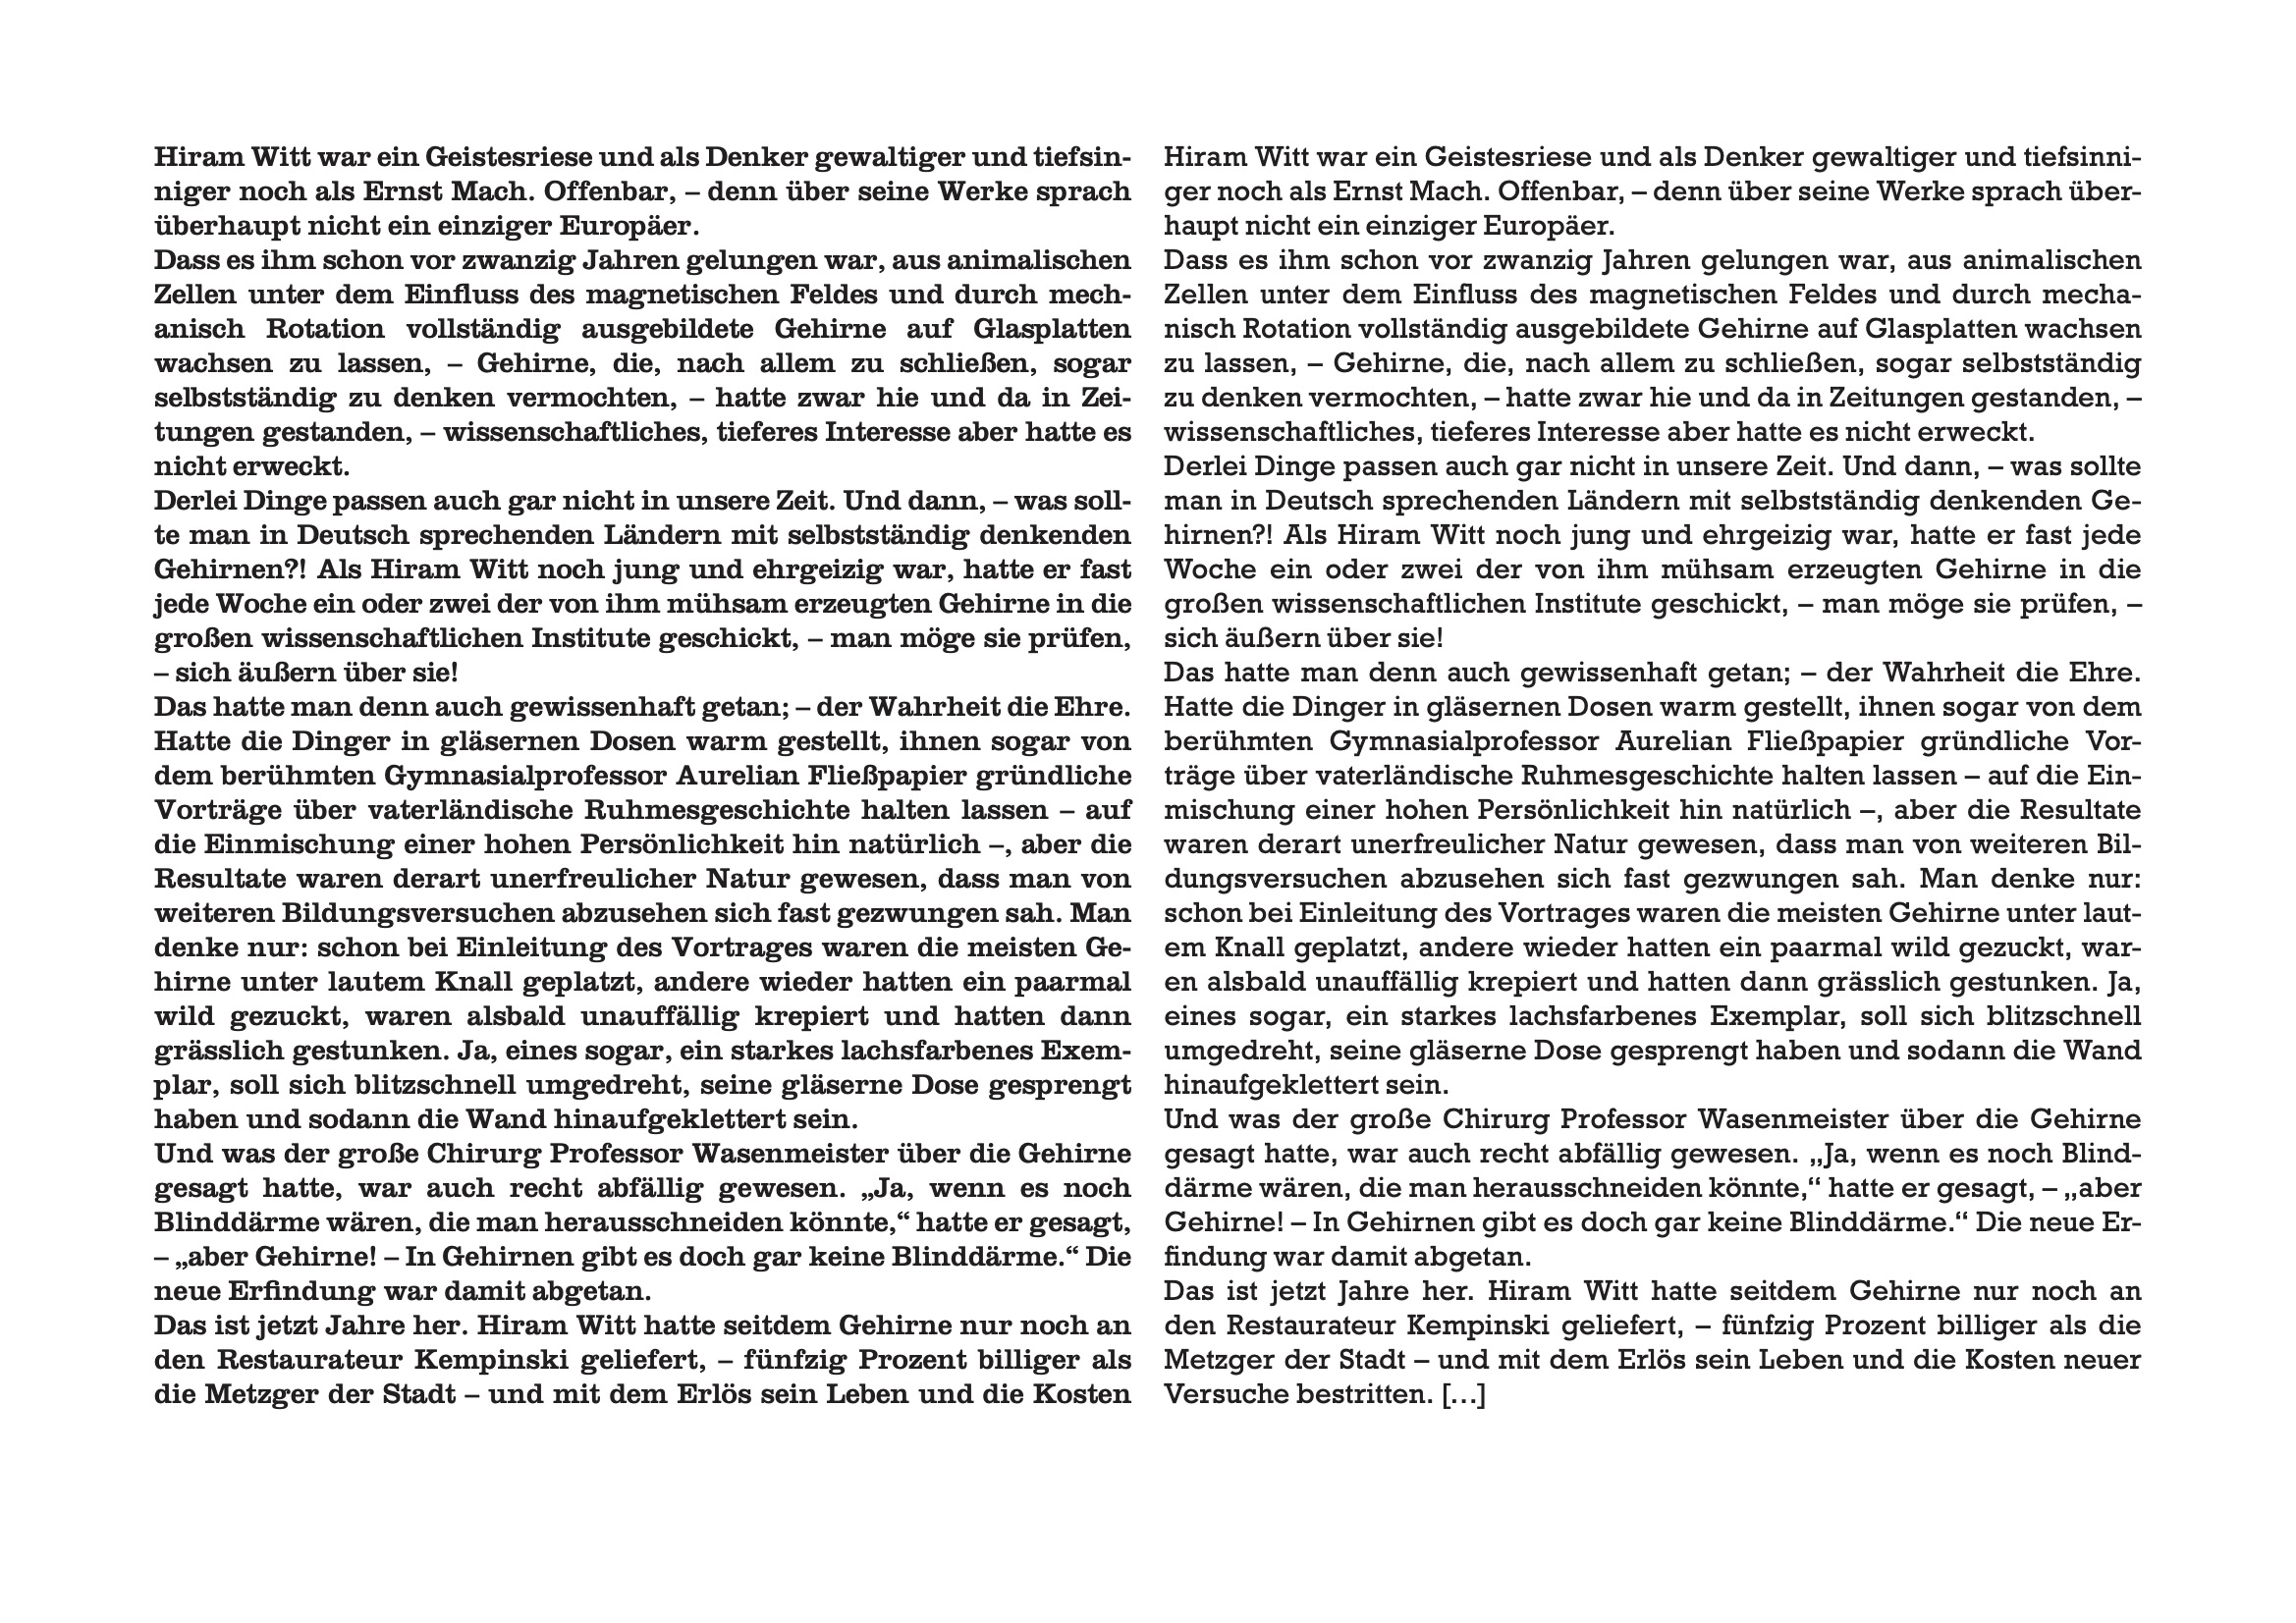 Hiram Witt war ein Geistesriese und als Denker gewaltiger und tiefsin-
niger noch als Ernst Mach. Offenbar, – denn über seine Werke sprach
überhaupt nicht ein einziger Europäer.
Dass es ihm schon vor zwanzig Jahren gelungen war, aus animalischen
Zellen unter dem Einfluss des magnetischen Feldes und durch mech-
anisch Rotation vollständig ausgebildete Gehirne auf Glasplatten
wachsen zu lassen, – Gehirne, die, nach allem zu schließen, sogar
selbstständig zu denken vermochten, – hatte zwar hie und da in Zei-
tungen gestanden, – wissenschaftliches, tieferes Interesse aber hatte es
nicht erweckt.
Derlei Dinge passen auch gar nicht in unsere Zeit. Und dann, – was soll-
te man in Deutsch sprechenden Ländern mit selbstständig denkenden
Gehirnen?! Als Hiram Witt noch jung und ehrgeizig war, hatte er fast
jede Woche ein oder zwei der von ihm mühsam erzeugten Gehirne in die
großen wissenschaftlichen Institute geschickt, – man möge sie prüfen,
– sich äußern über sie!
Das hatte man denn auch gewissenhaft getan; – der Wahrheit die Ehre.
Hatte die Dinger in gläsernen Dosen warm gestellt, ihnen sogar von
dem berühmten Gymnasialprofessor Aurelian Fließpapier gründliche
Vorträge über vaterländische Ruhmesgeschichte halten lassen – auf
die Einmischung einer hohen Persönlichkeit hin natürlich –, aber die
Resultate waren derart unerfreulicher Natur gewesen, dass man von
weiteren Bildungsversuchen abzusehen sich fast gezwungen sah. Man
denke nur: schon bei Einleitung des Vortrages waren die meisten Ge-
hirne unter lautem Knall geplatzt, andere wieder hatten ein paarmal
wild gezuckt, waren alsbald unauffällig krepiert und hatten dann
grässlich gestunken. Ja, eines sogar, ein starkes lachsfarbenes Exem-
plar, soll sich blitzschnell umgedreht, seine gläserne Dose gesprengt
haben und sodann die Wand hinaufgeklettert sein.
Und was der große Chirurg Professor Wasenmeister über die Gehirne
gesagt hatte, war auch recht abfällig gewesen. „Ja, wenn es noch
Blinddärme wären, die man herausschneiden könnte,“ hatte er gesagt,
– „aber Gehirne! – In Gehirnen gibt es doch gar keine Blinddärme.“ Die
neue Erfindung war damit abgetan.
Das ist jetzt Jahre her. Hiram Witt hatte seitdem Gehirne nur noch an
den Restaurateur Kempinski geliefert, – fünfzig Prozent billiger als
die Metzger der Stadt – und mit dem Erlös sein Leben und die Kosten
Hiram Witt war ein Geistesriese und als Denker gewaltiger und tiefsinni-
ger noch als Ernst Mach. Offenbar, – denn über seine Werke sprach über-
haupt nicht ein einziger Europäer.
Dass es ihm schon vor zwanzig Jahren gelungen war, aus animalischen
Zellen unter dem Einfluss des magnetischen Feldes und durch mecha-
nisch Rotation vollständig ausgebildete Gehirne auf Glasplatten wachsen
zu lassen, – Gehirne, die, nach allem zu schließen, sogar selbstständig
zu denken vermochten, – hatte zwar hie und da in Zeitungen gestanden, –
wissenschaftliches, tieferes Interesse aber hatte es nicht erweckt.
Derlei Dinge passen auch gar nicht in unsere Zeit. Und dann, – was sollte
man in Deutsch sprechenden Ländern mit selbstständig denkenden Ge-
hirnen?! Als Hiram Witt noch jung und ehrgeizig war, hatte er fast jede
Woche ein oder zwei der von ihm mühsam erzeugten Gehirne in die
großen wissenschaftlichen Institute geschickt, – man möge sie prüfen, –
sich äußern über sie!
Das hatte man denn auch gewissenhaft getan; – der Wahrheit die Ehre.
Hatte die Dinger in gläsernen Dosen warm gestellt, ihnen sogar von dem
berühmten Gymnasialprofessor Aurelian Fließpapier gründliche Vor-
träge über vaterländische Ruhmesgeschichte halten lassen – auf die Ein-
mischung einer hohen Persönlichkeit hin natürlich –, aber die Resultate
waren derart unerfreulicher Natur gewesen, dass man von weiteren Bil-
dungsversuchen abzusehen sich fast gezwungen sah. Man denke nur:
schon bei Einleitung des Vortrages waren die meisten Gehirne unter laut-
em Knall geplatzt, andere wieder hatten ein paarmal wild gezuckt, war-
en alsbald unauffällig krepiert und hatten dann grässlich gestunken. Ja,
eines sogar, ein starkes lachsfarbenes Exemplar, soll sich blitzschnell
umgedreht, seine gläserne Dose gesprengt haben und sodann die Wand
hinaufgeklettert sein.
Und was der große Chirurg Professor Wasenmeister über die Gehirne
gesagt hatte, war auch recht abfällig gewesen. „Ja, wenn es noch Blind-
därme wären, die man herausschneiden könnte,“ hatte er gesagt, – „aber
Gehirne! – In Gehirnen gibt es doch gar keine Blinddärme.“ Die neue Er-
findung war damit abgetan.
Das ist jetzt Jahre her. Hiram Witt hatte seitdem Gehirne nur noch an
den Restaurateur Kempinski geliefert, – fünfzig Prozent billiger als die
Metzger der Stadt – und mit dem Erlös sein Leben und die Kosten neuer
Versuche bestritten. […]